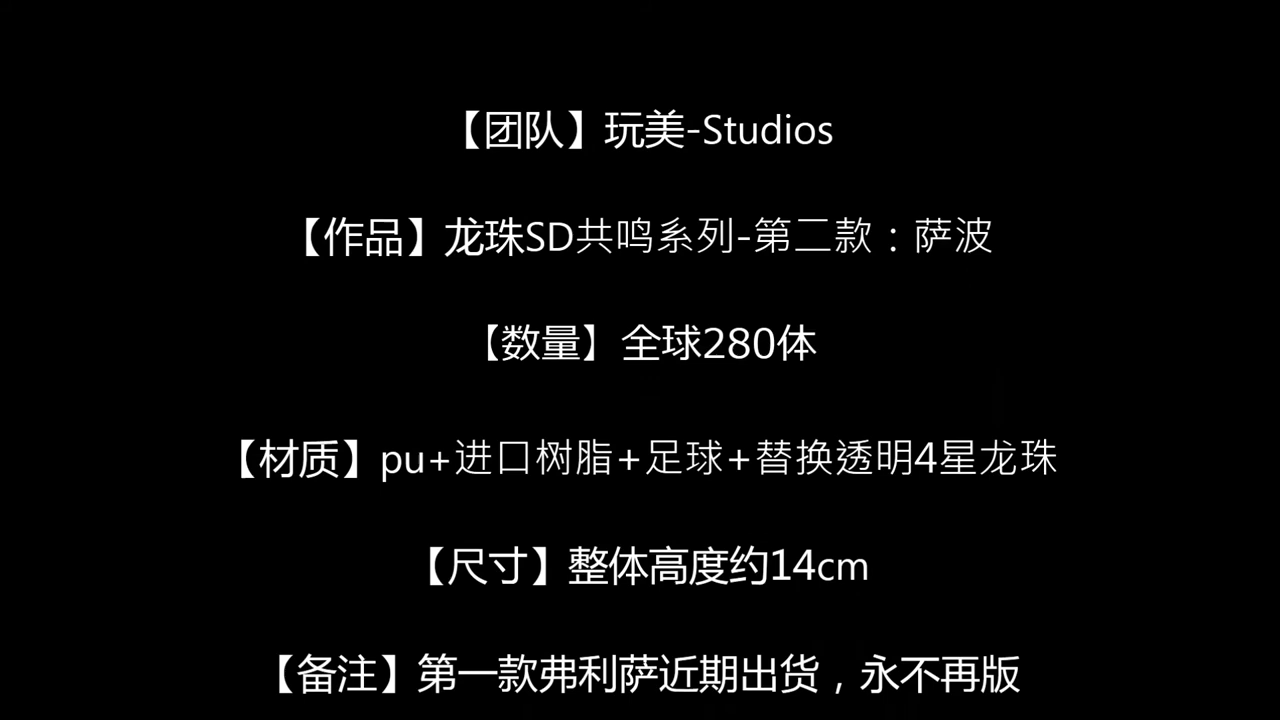 【团队】玩美-Studios
【作品】龙珠SD共鸣系列-第二款：萨波
【数量】全球280体
【材质】pu+进口树脂+足球+替换透明4星龙珠
【尺寸】整体高度约14cm
【备注】第一款弗利萨近期出货，永不再版